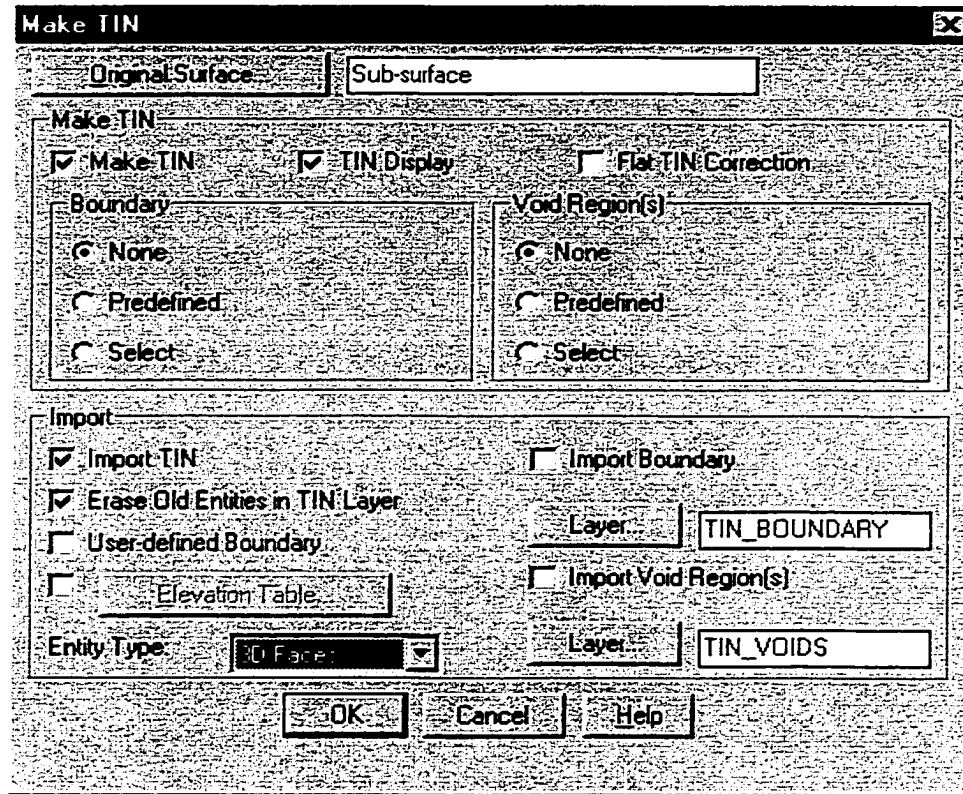 Make TIN
Original Surface... Sub-surface
Make TIN
Make TIN TIN Display Flat TIN Correction
Boundary Void Region(s)
None None
Predefined Predefined
Select Select
Import
Import TIN Import Boundary
Erase Old Entities in TIN Layer
Layer... TIN_BOUNDARY
User-defined Boundary
Import Void Region(s)
Elevation Table...
Entity Type: 3D Faces Layer... TIN_VOIDS
OK Cancel Help